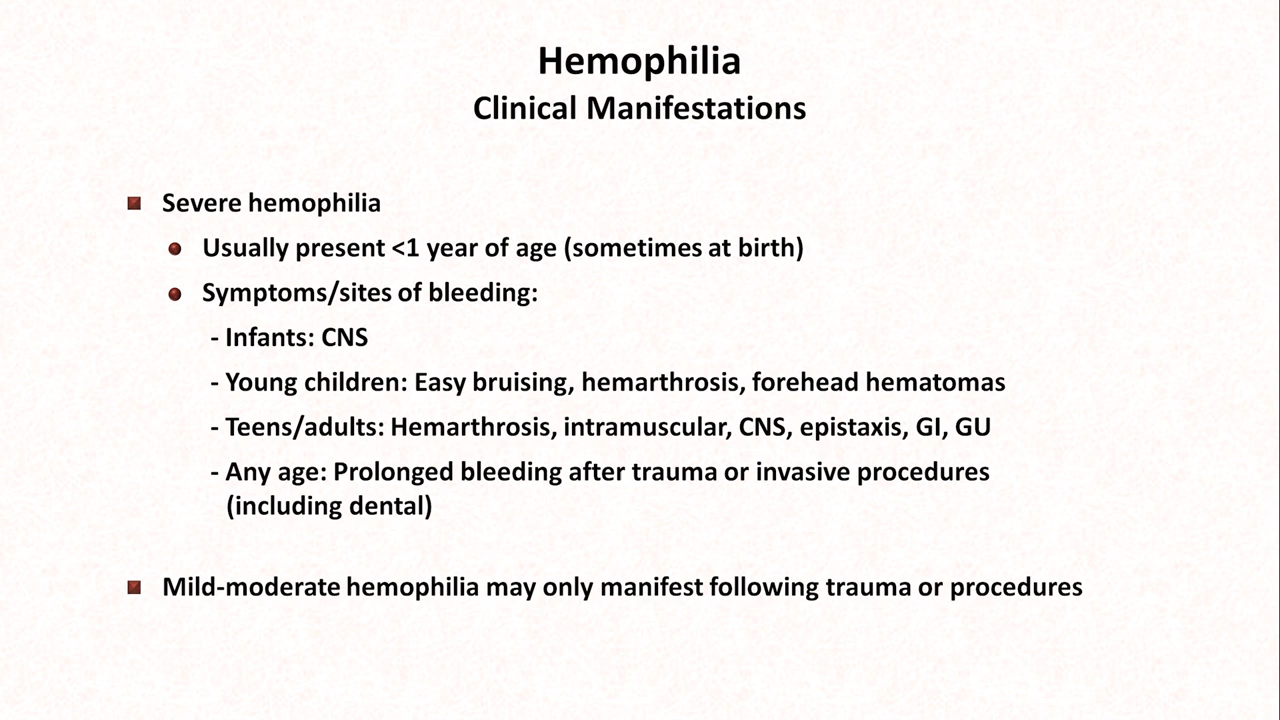 Hemophilia
Clinical Manifestations
Severe hemophilia
Usually present <1 year of age (sometimes at birth)
Symptoms/sites of bleeding:
- Infants: CNS
- Young children: Easy bruising, hemarthrosis, forehead hematomas
- Teens/adults: Hemarthrosis, intramuscular, CNS, epistaxis, GI, GU
- Any age: Prolonged bleeding after trauma or invasive procedures
(including dental)
Mild-moderate hemophilia may only manifest following trauma or procedures